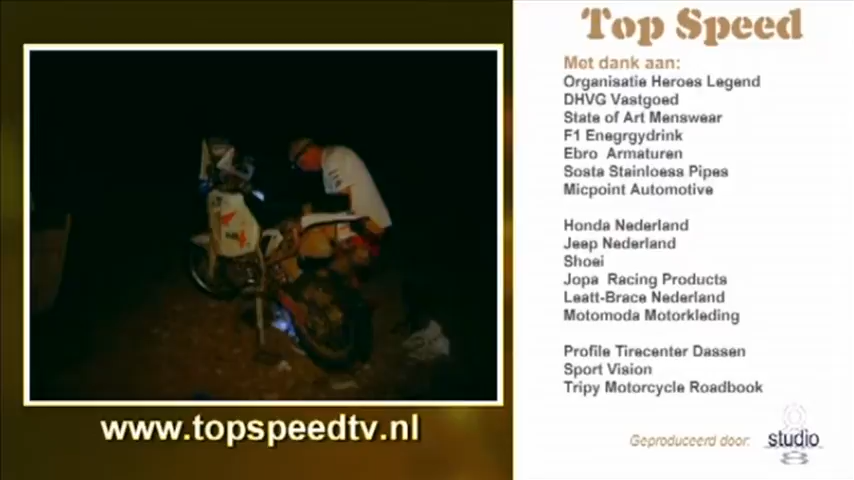 Top Speed
Met dank aan:
Organisatie Heroes Legend
DHVG Vastgoed
State of Art Menswear
F1 Enegrgydrink
Ebro Armaturen
Sosta Stainloess Pipes
Micpoint Automotive
Honda Nederland
Jeep Nederland
Shoei
Jopa Racing Products
Leatt-Brace Nederland
Motomoda Motorkleding
Profile Tirecenter Dassen
Sport Vision
Tripy Motorcycle Roadbook
www.topspeedtv.nl
Geproduceerd door:
studio